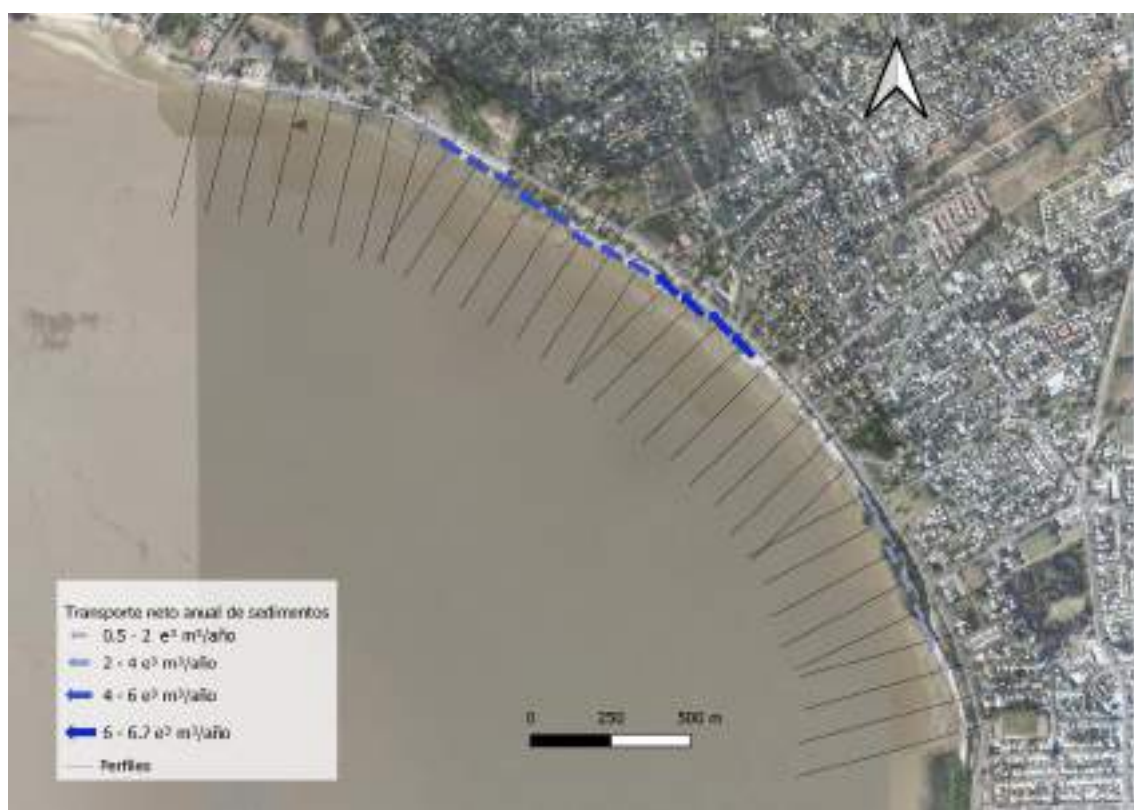 Transporte neto anual de sedimentos
0.5 - 2 e³ m³/año
2 - 4 e³ m³/año
4 - 6 e³ m³/año
6 - 6.2 e³ m³/año
Perfiles
0 250 500 m